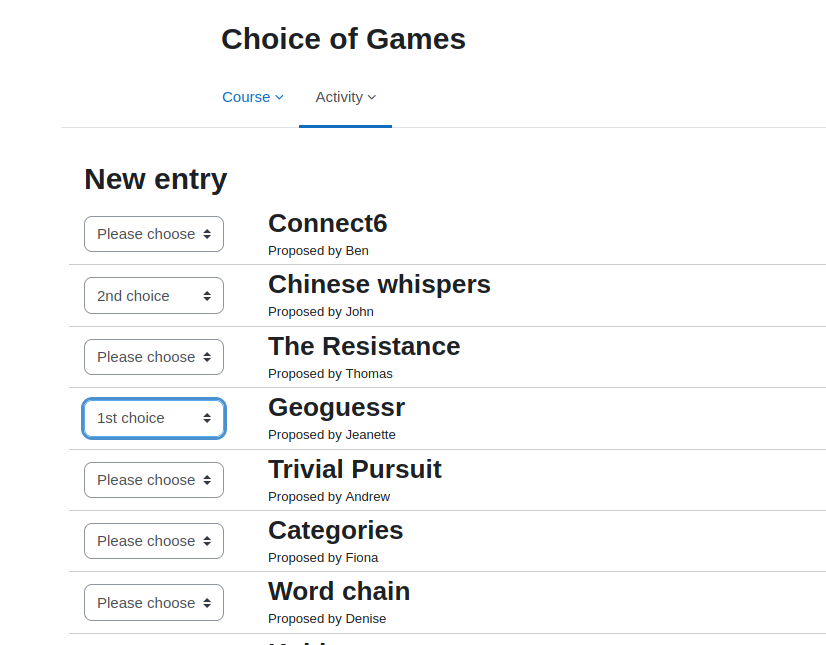 Choice of Games
Course Activity
New entry
Please choose Connect6
Proposed by Ben
2nd choice Chinese whispers
Proposed by John
Please choose The Resistance
Proposed by Thomas
1st choice Geoguessr
Proposed by Jeanette
Please choose Trivial Pursuit
Proposed by Andrew
Please choose Categories
Proposed by Fiona
Please choose Word chain
Proposed by Denise